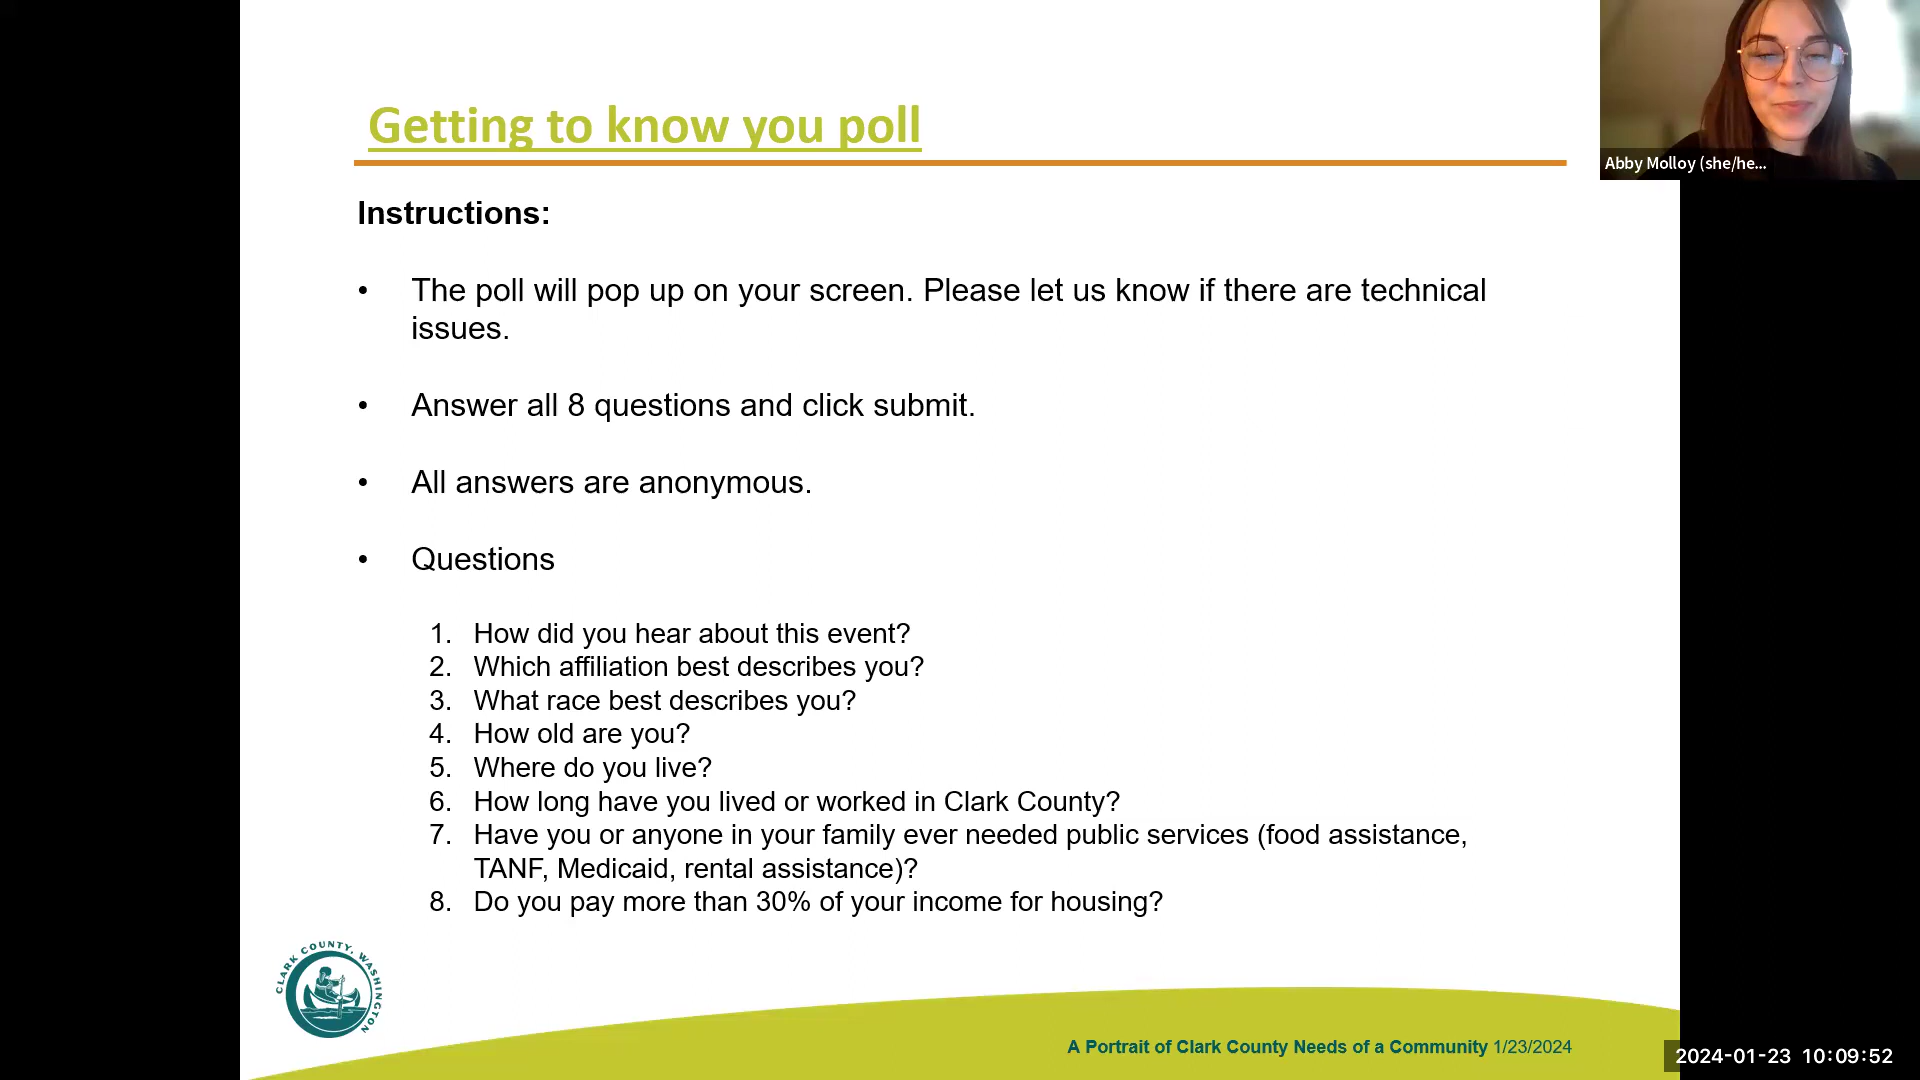 Getting to know you poll
Abby Molloy (she/he...
Instructions:
• The poll will pop up on your screen. Please let us know if there are technical
issues.
• Answer all 8 questions and click submit.
• All answers are anonymous.
• Questions
1. How did you hear about this event?
2. Which affiliation best describes you?
3. What race best describes you?
4. How old are you?
5. Where do you live?
6. How long have you lived or worked in Clark County?
7. Have you or anyone in your family ever needed public services (food assistance,
TANF, Medicaid, rental assistance)?
8. Do you pay more than 30% of your income for housing?
CLARK COUNTY, WASHINGTON
A Portrait of Clark County Needs of a Community 1/23/2024
2024-01-23 10:09:52